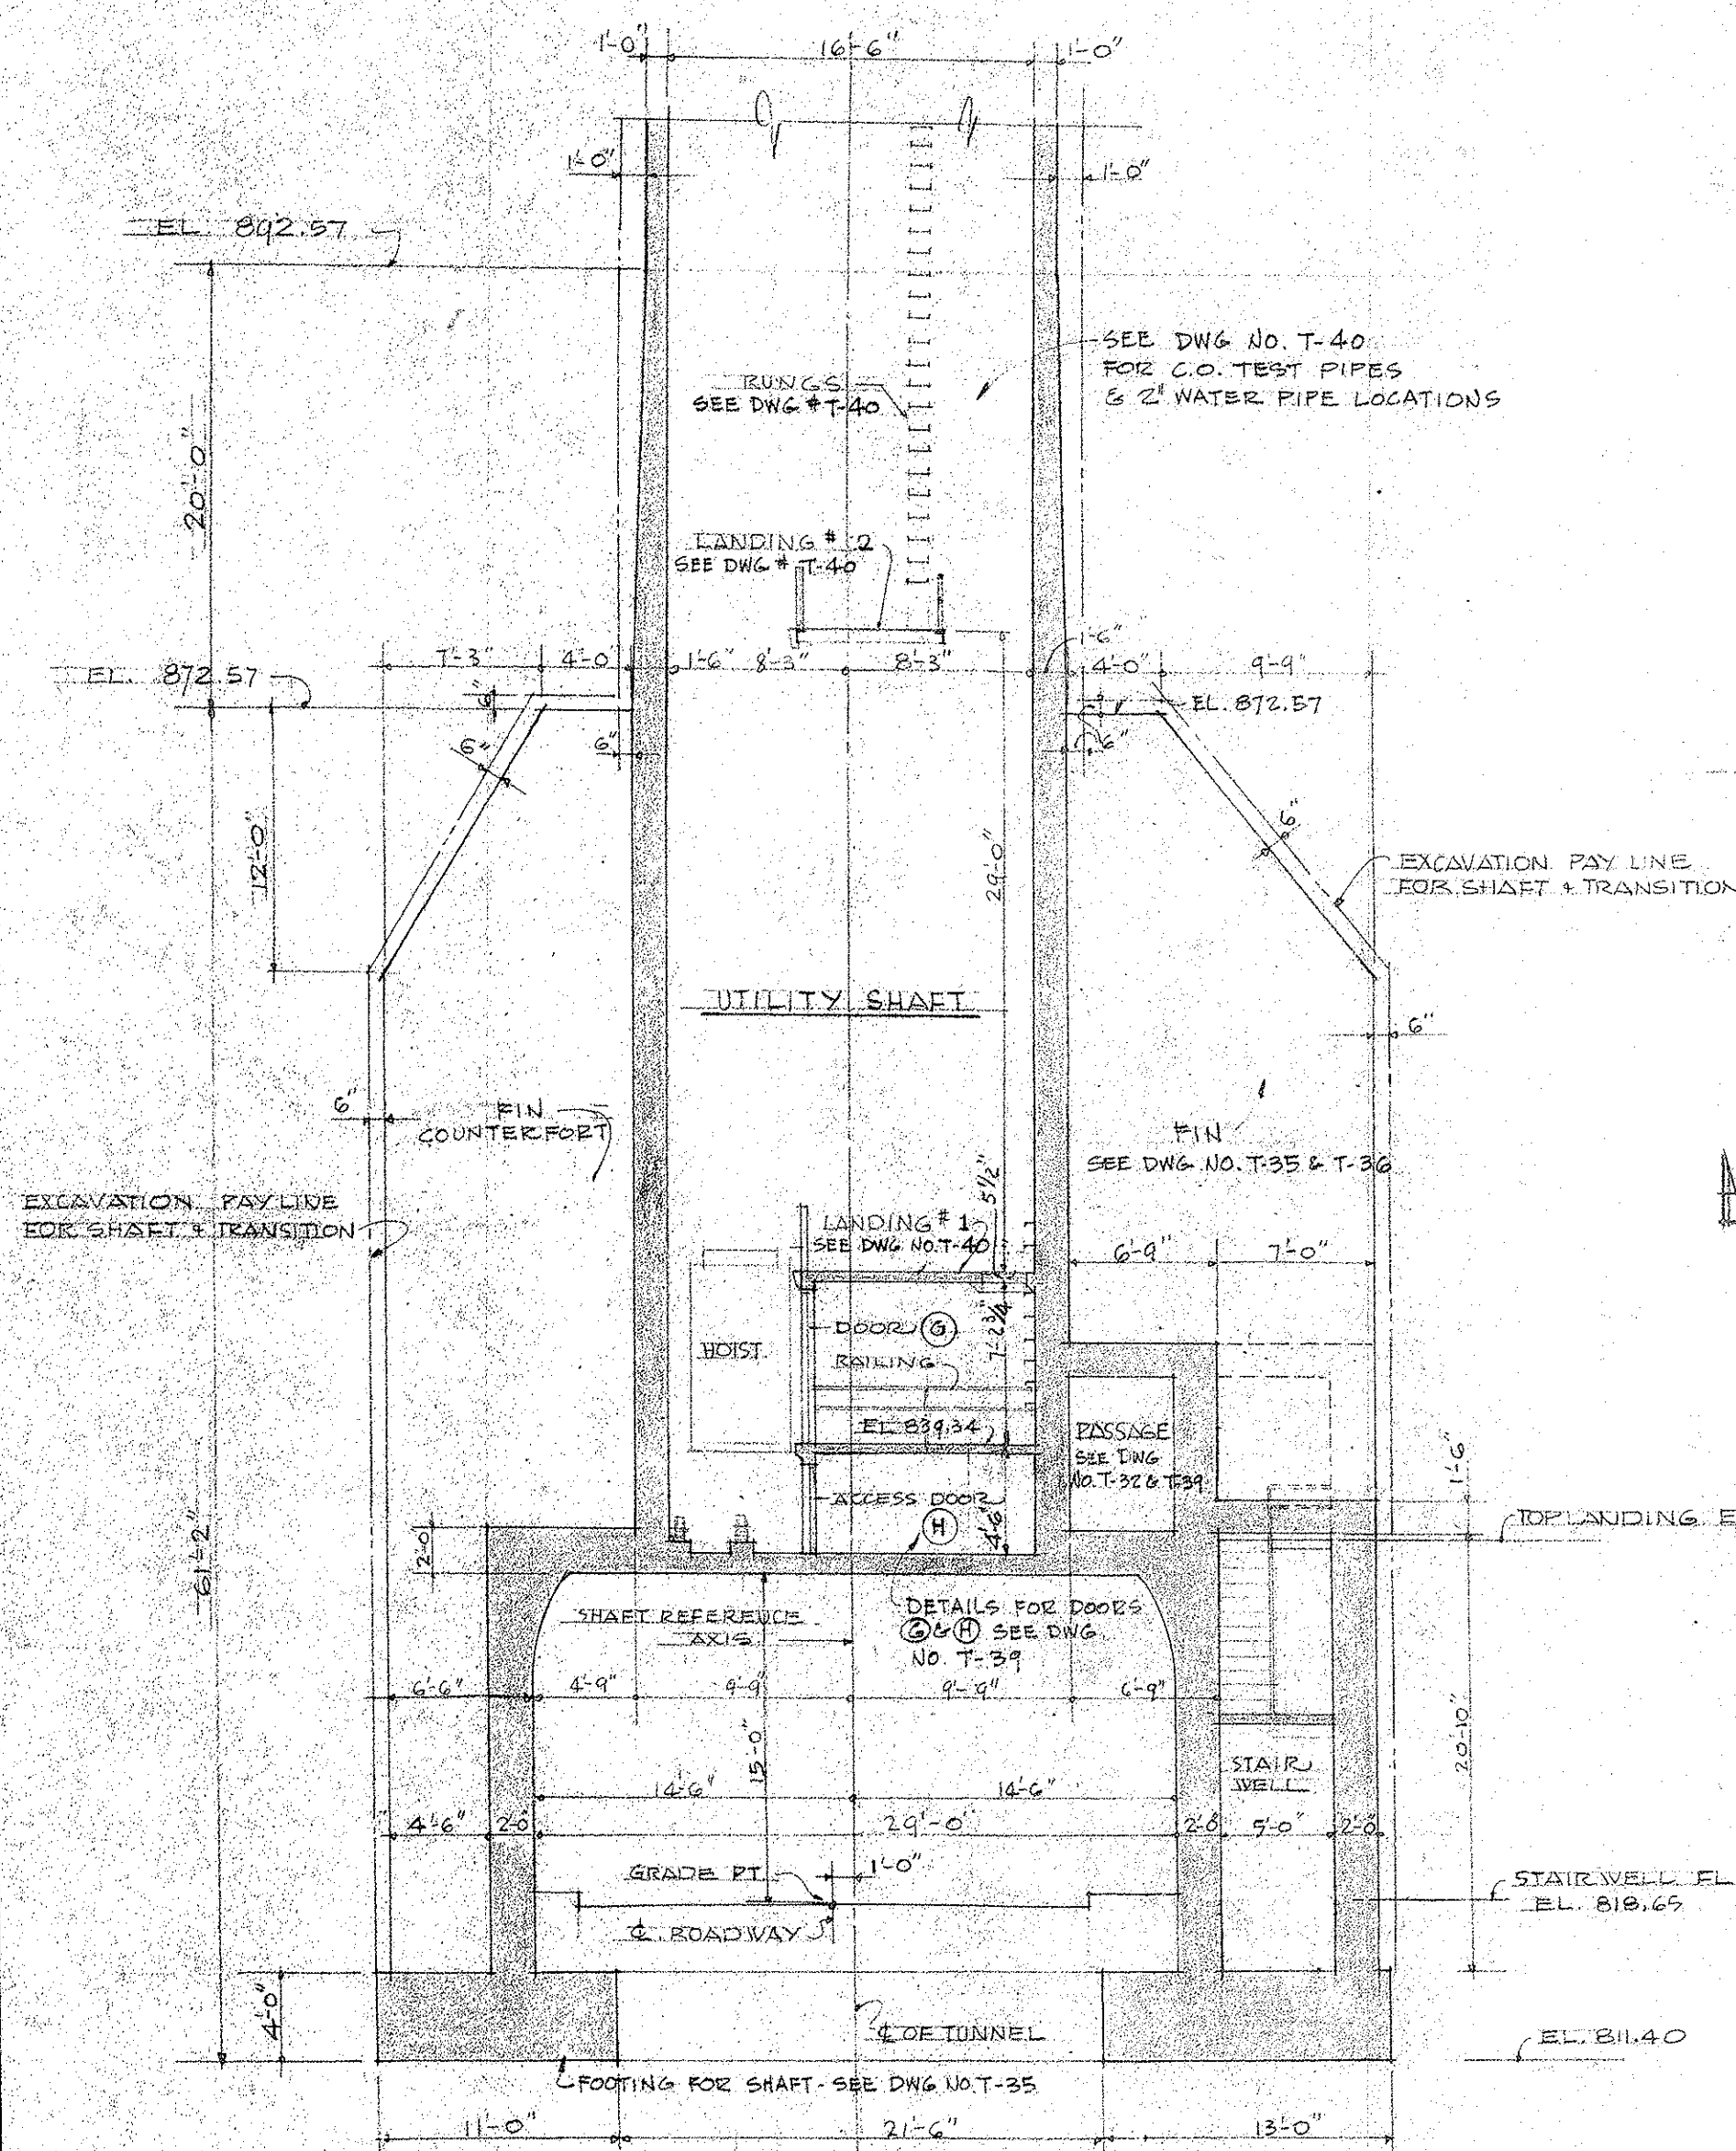 1'-0" 16'-6" 1'-0"
1'-0" 1'-0"
EL. 892.57
SEE DWG NO. T-40
FOR C.O. TEST PIPES
& 2" WATER PIPE LOCATIONS
RUNGS
SEE DWG # T-40
20'-0"
LANDING # 2
SEE DWG # T-40
EL. 872.57
7'-3" 4'-0" 1'-6" 8'-3" 8'-3" 1'-6" 4'-0" 9'-9"
EL. 872.57
6" 6" 6"
6"
12'-0"
29'-0"
EXCAVATION PAY LINE
FOR SHAFT & TRANSITION
UTILITY SHAFT
6"
6"
FIN
COUNTERFORT
FIN
SEE DWG. NO. T-35 & T-36
EXCAVATION PAY LINE
FOR SHAFT & TRANSITION
5 1/2"
LANDING # 1
SEE DWG NO. T-40
6'-9" 7'-0"
HOIST
DOOR G
RAILING
7'-2 3/4"
EL 839.34
PASSAGE
SEE DWG
NO. T-32 & T-39
1'-6"
ACCESS DOOR
H
4'-6"
TOP LANDING E
61'-2"
2'-0"
SHAFT REFERENCE
AXIS
DETAILS FOR DOORS
G & H SEE DWG.
NO. T-39
6'-6" 4'-9" 9'-9" 9'-9" 6'-9"
15'-0"
20'-10"
STAIR
WELL
14'-6" 14'-6"
4'-6" 2'-0" 29'-0" 2'-0" 5'-0" 2'-0"
GRADE PT. 1'-0"
℄ ROADWAY
STAIRWELL FL
EL. 818.65
4'-0"
℄ OF TUNNEL
EL. 811.40
FOOTING FOR SHAFT - SEE DWG NO. T-35
11'-0" 21'-6" 13'-0"